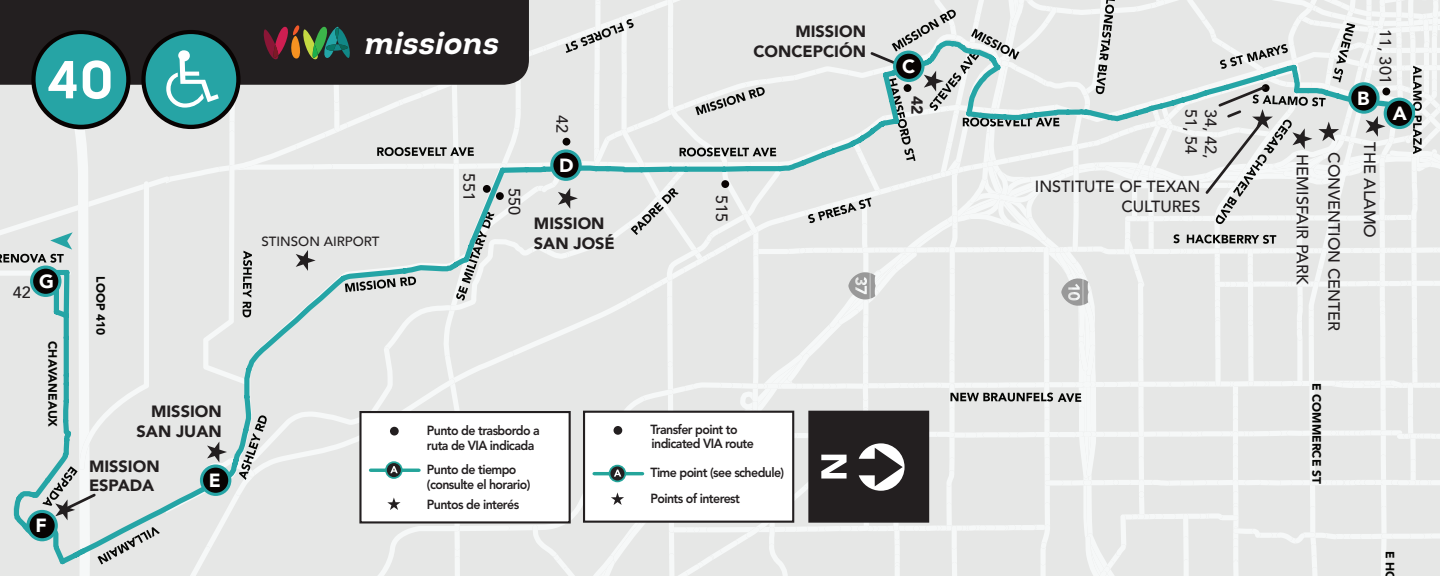 40
VIVA missions
S FLORES ST
MISSION
CONCEPCIÓN
MISSION RD
MISSION
LONESTAR BLVD
S ST MARYS
NUEVA ST
11, 301
ALAMO PLAZA
C
STEVES AVE
HANSFORD ST
42
MISSION RD
ROOSEVELT AVE
S ALAMO ST
B
A
34, 42,
51, 54
CESAR CHAVEZ BLVD
HEMISFAIR PARK
CONVENTION CENTER
THE ALAMO
INSTITUTE OF TEXAN
CULTURES
S HACKBERRY ST
ROOSEVELT AVE
42
D
ROOSEVELT AVE
551
550
MISSION
SAN JOSÉ
PADRE DR
515
S PRESA ST
SE MILITARY DR
STINSON AIRPORT
ASHLEY RD
MISSION RD
37
10
RENOVA ST
G
42
LOOP 410
CHAVANEAUX
MISSION
SAN JUAN
ASHLEY RD
E
MISSION
ESPADA
ESPADA
F
VILLAMAIN
NEW BRAUNFELS AVE
E COMMERCE ST
E HO
Punto de trasbordo a
ruta de VIA indicada
A
Punto de tiempo
(consulte el horario)
Puntos de interés
Transfer point to
indicated VIA route
A
Time point (see schedule)
Points of interest
N